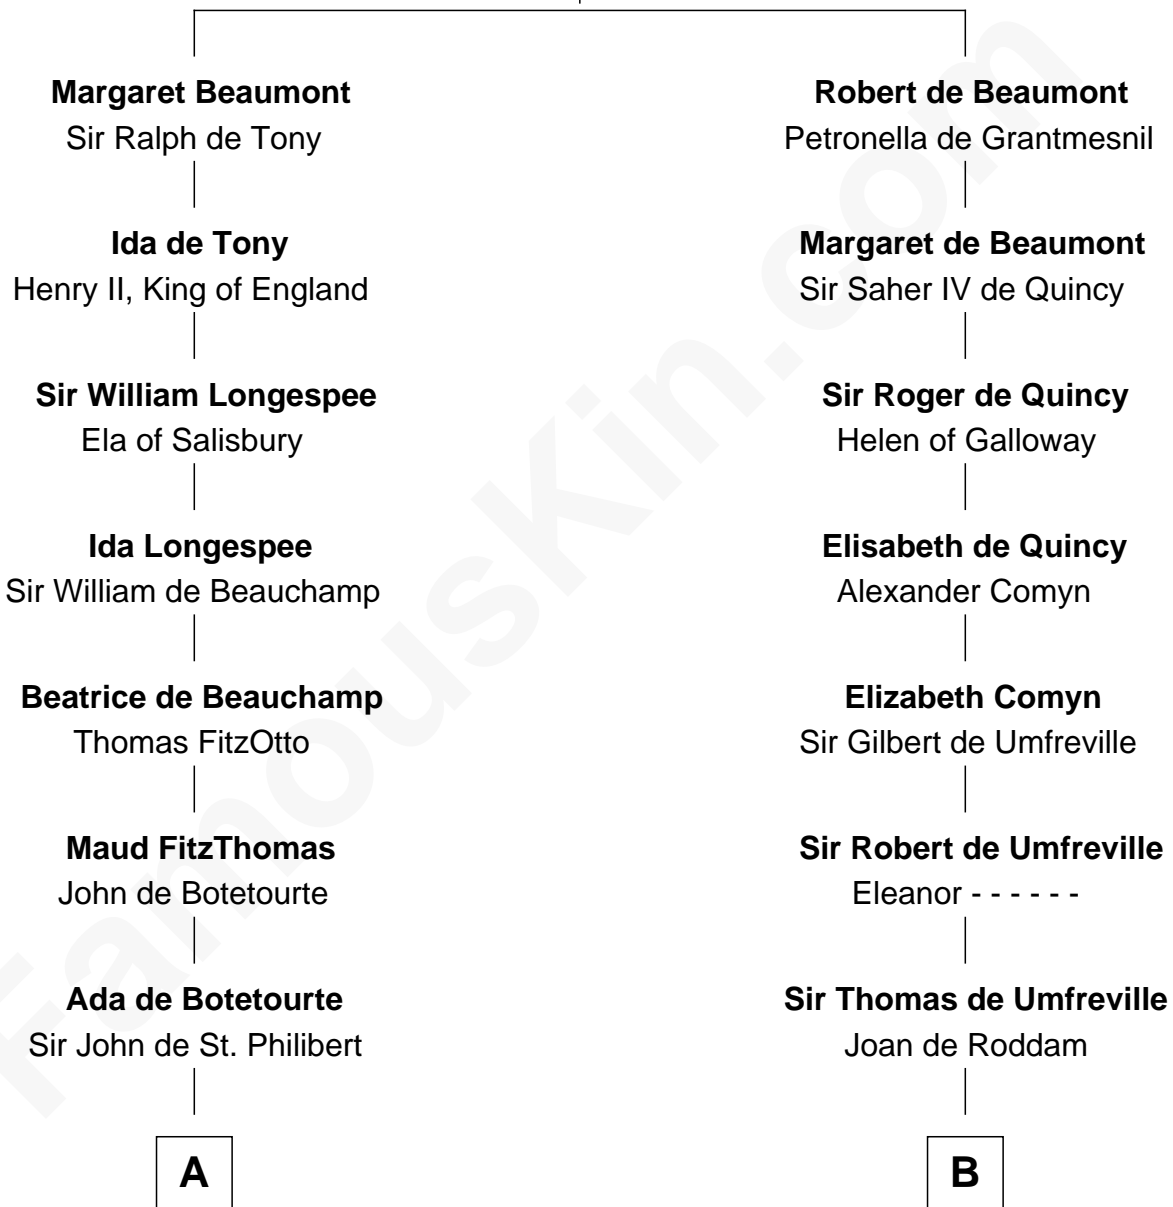 Margaret Beaumont
Sir Ralph de Tony
Ida de Tony
Henry II, King of England
Sir William Longespee
Ela of Salisbury
Ida Longespee
Sir William de Beauchamp
Beatrice de Beauchamp
Thomas FitzOtto
Maud FitzThomas
John de Botetourte
Ada de Botetourte
Sir John de St. Philibert
A
Robert de Beaumont
Petronella de Grantmesnil
Margaret de Beaumont
Sir Saher IV de Quincy
Sir Roger de Quincy
Helen of Galloway
Elisabeth de Quincy
Alexander Comyn
Elizabeth Comyn
Sir Gilbert de Umfreville
Sir Robert de Umfreville
Eleanor - - - - - -
Sir Thomas de Umfreville
Joan de Roddam
B
FamousKin.com